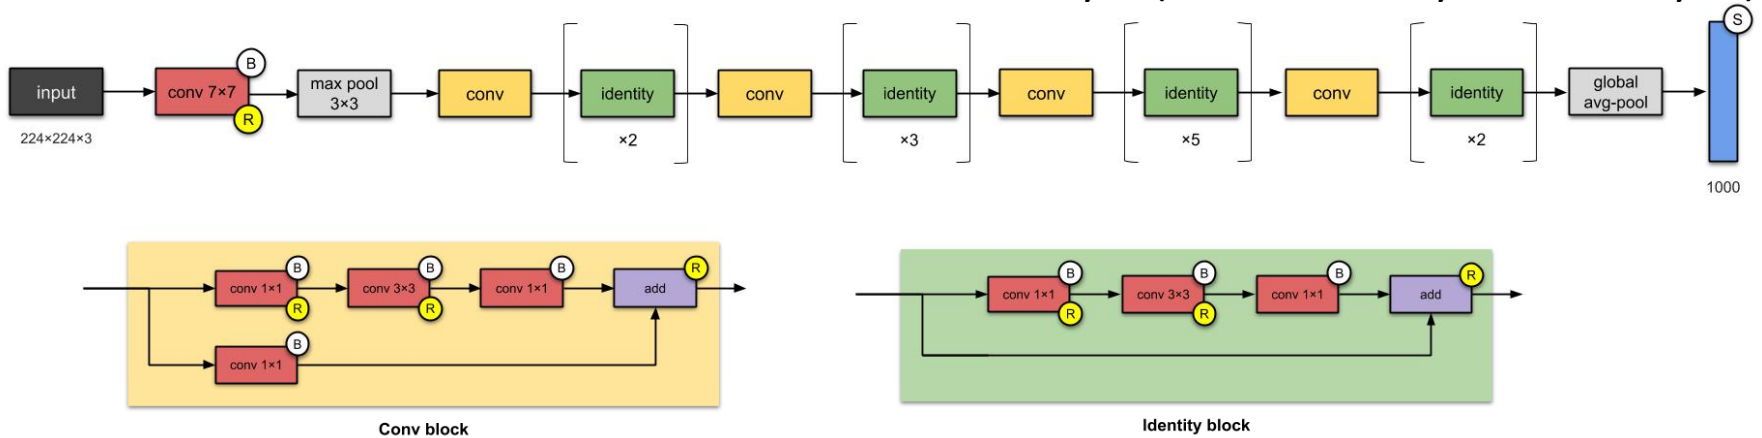 B
S
input
conv 7×7
max pool
3×3
conv
identity
conv
identity
conv
identity
conv
identity
global
avg-pool
R
224×224×3
×2
×3
×5
×2
1000
B
B
B
R
conv 1×1
conv 3×3
conv 1×1
add
R
R
B
conv 1×1
Conv block
B
B
B
R
conv 1×1
conv 3×3
conv 1×1
add
R
R
Identity block